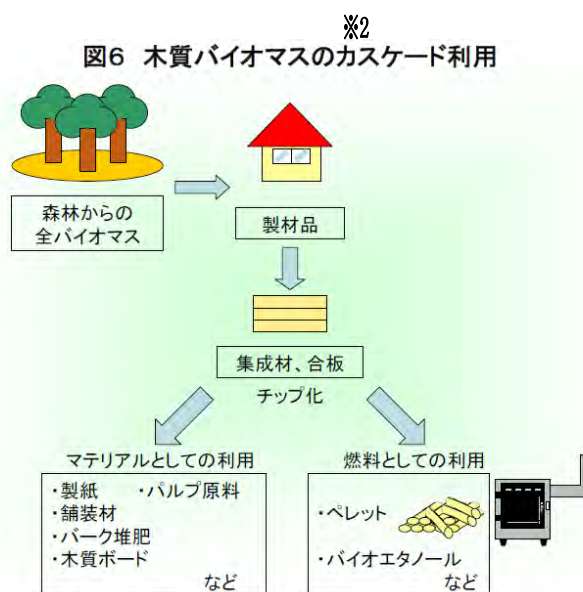 ※2
図6 木質バイオマスのカスケード利用
森林からの
全バイオマス
製材品
集成材、合板
チップ化
マテリアルとしての利用
・製紙 ・パルプ原料
・舗装材
・バーク堆肥
・木質ボード
など
燃料としての利用
・ペレット
・バイオエタノール
など